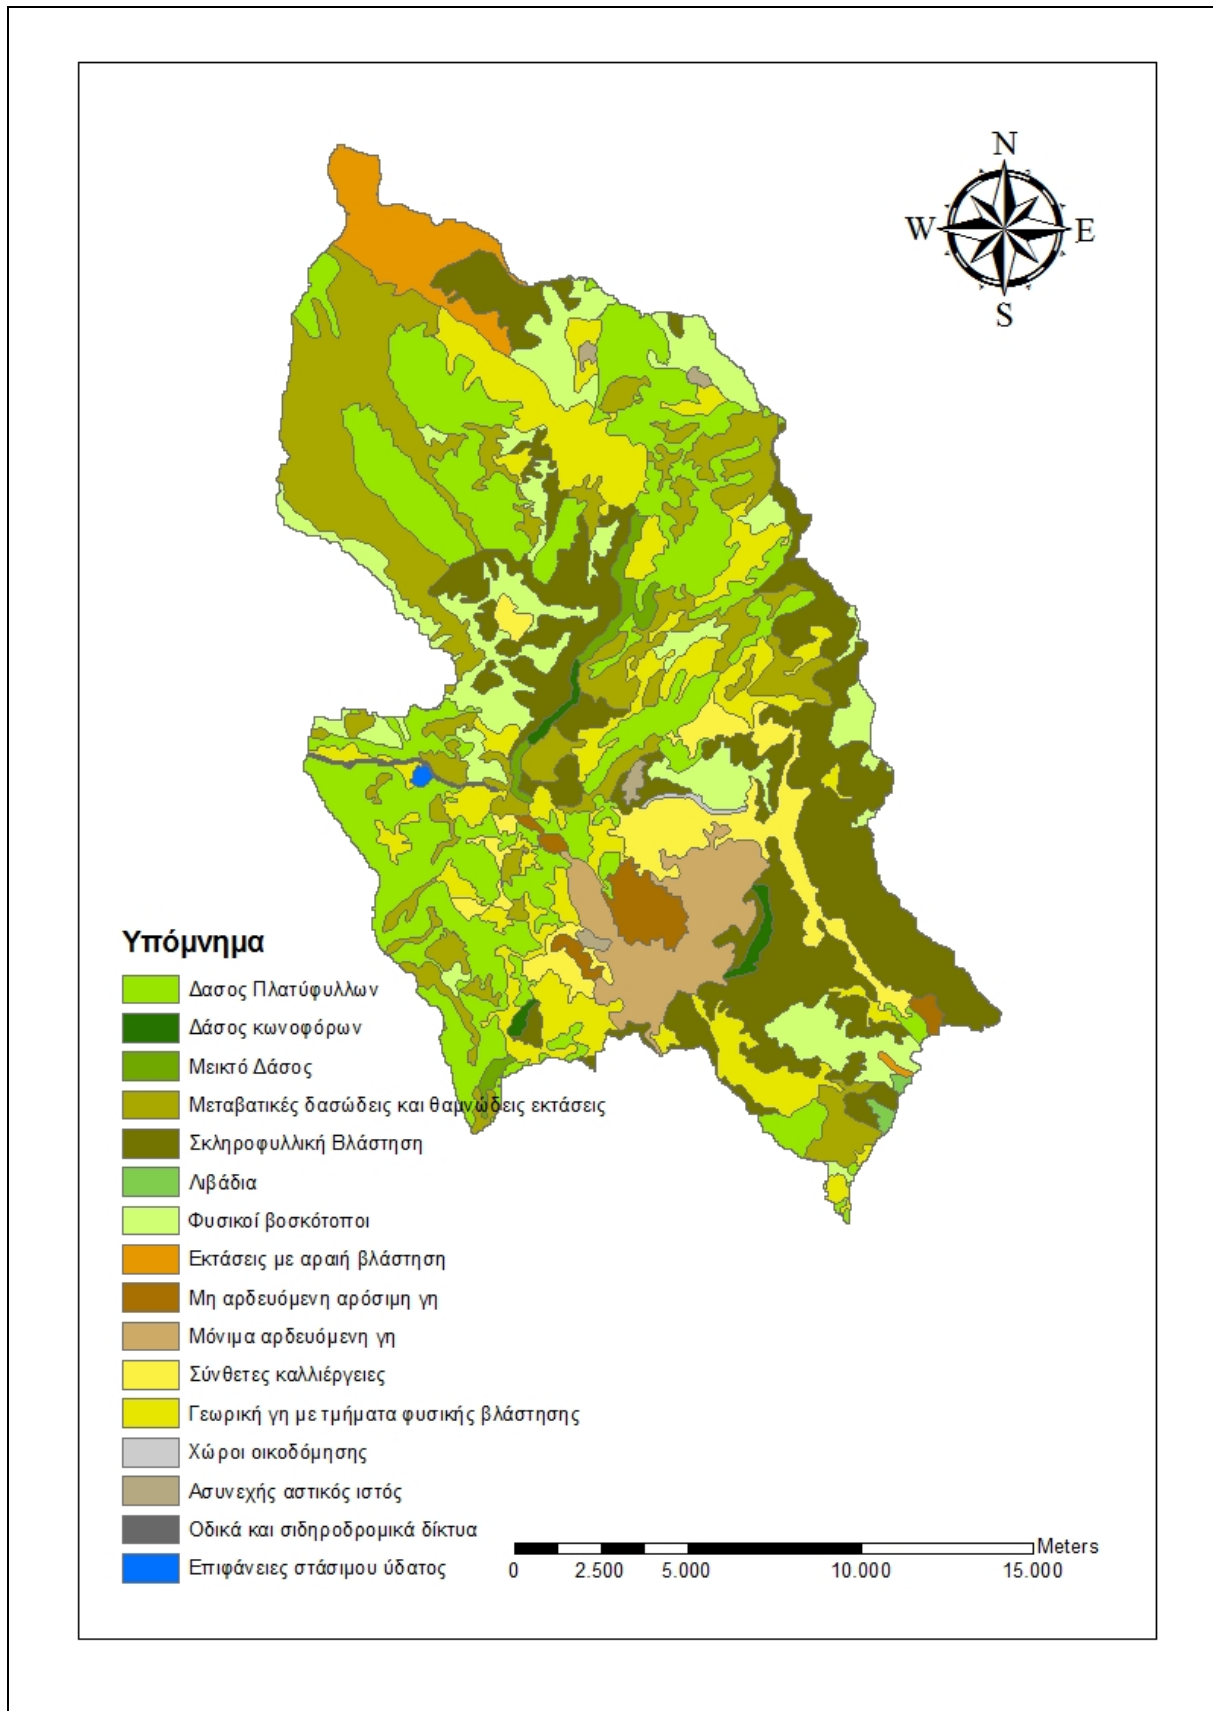 N
W
E
S
Υπόμνημα
Δασος Πλατύφυλλων
Δάσος κωνοφόρων
Μεικτό Δάσος
Μεταβατικές δασώδεις και θαμνώδεις εκτάσεις
Σκληροφυλλική Βλάστηση
Λιβάδια
Φυσικοί βοσκότοποι
Εκτάσεις με αραιή βλάστηση
Μη αρδευόμενη αρόσιμη γη
Μόνιμα αρδευόμενη γη
Σύνθετες καλλιέργειες
Γεωρική γη με τμήματα φυσικής βλάστησης
Χώροι οικοδόμησης
Ασυνεχής αστικός ιστός
Οδικά και σιδηροδρομικά δίκτυα
Επιφάνειες στάσιμου ύδατος
Meters
0 2.500 5.000 10.000 15.000